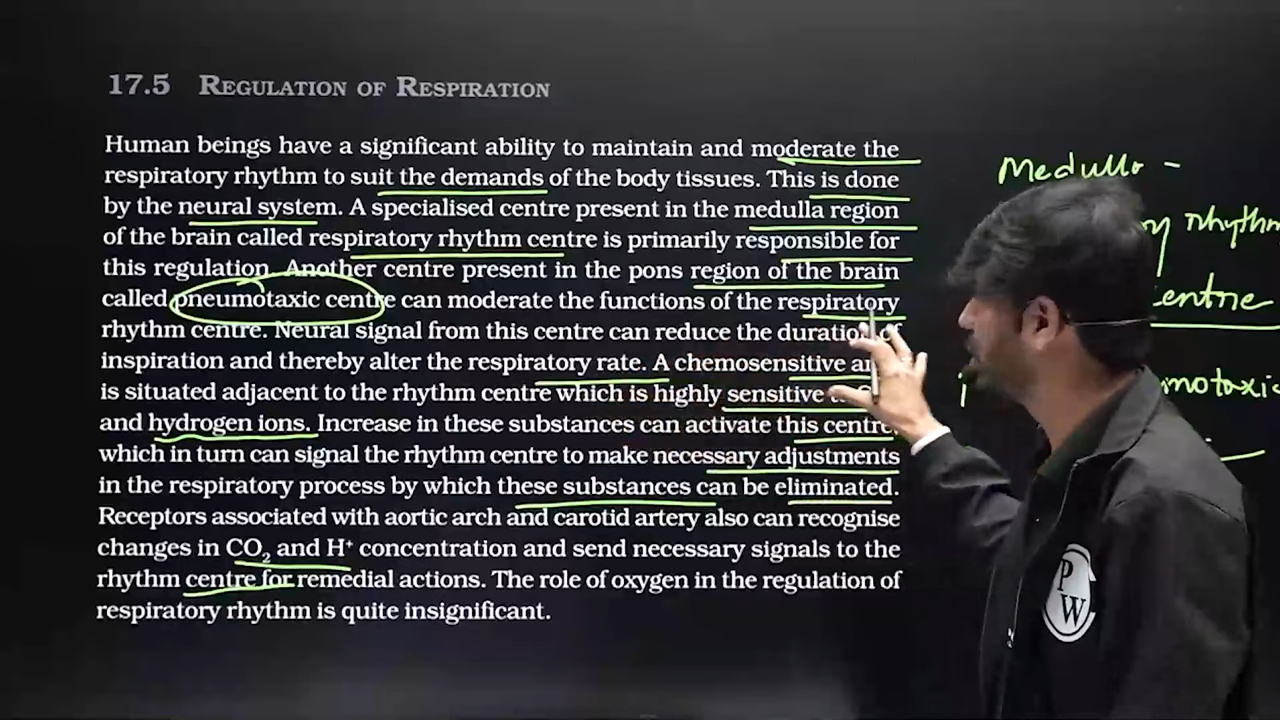 17.5 REGULATION OF RESPIRATION
Human beings have a significant ability to maintain and moderate the
respiratory rhythm to suit the demands of the body tissues. This is done
by the neural system. A specialised centre present in the medulla region
of the brain called respiratory rhythm centre is primarily responsible for
this regulation. Another centre present in the pons region of the brain
called pneumotaxic centre can moderate the functions of the respiratory
rhythm centre. Neural signal from this centre can reduce the duration of
inspiration and thereby alter the respiratory rate. A chemosensitive
is situated adjacent to the rhythm centre which is highly sensitive
and hydrogen ions. Increase in these substances can activate this centre,
which in turn can signal the rhythm centre to make necessary adjustments
in the respiratory process by which these substances can be eliminated.
Receptors associated with aortic arch and carotid artery also can recognise
changes in CO₂ and H⁺ concentration and send necessary signals to the
rhythm centre for remedial actions. The role of oxygen in the regulation of
respiratory rhythm is quite insignificant.
Medulla -
rhythm
centre
PW